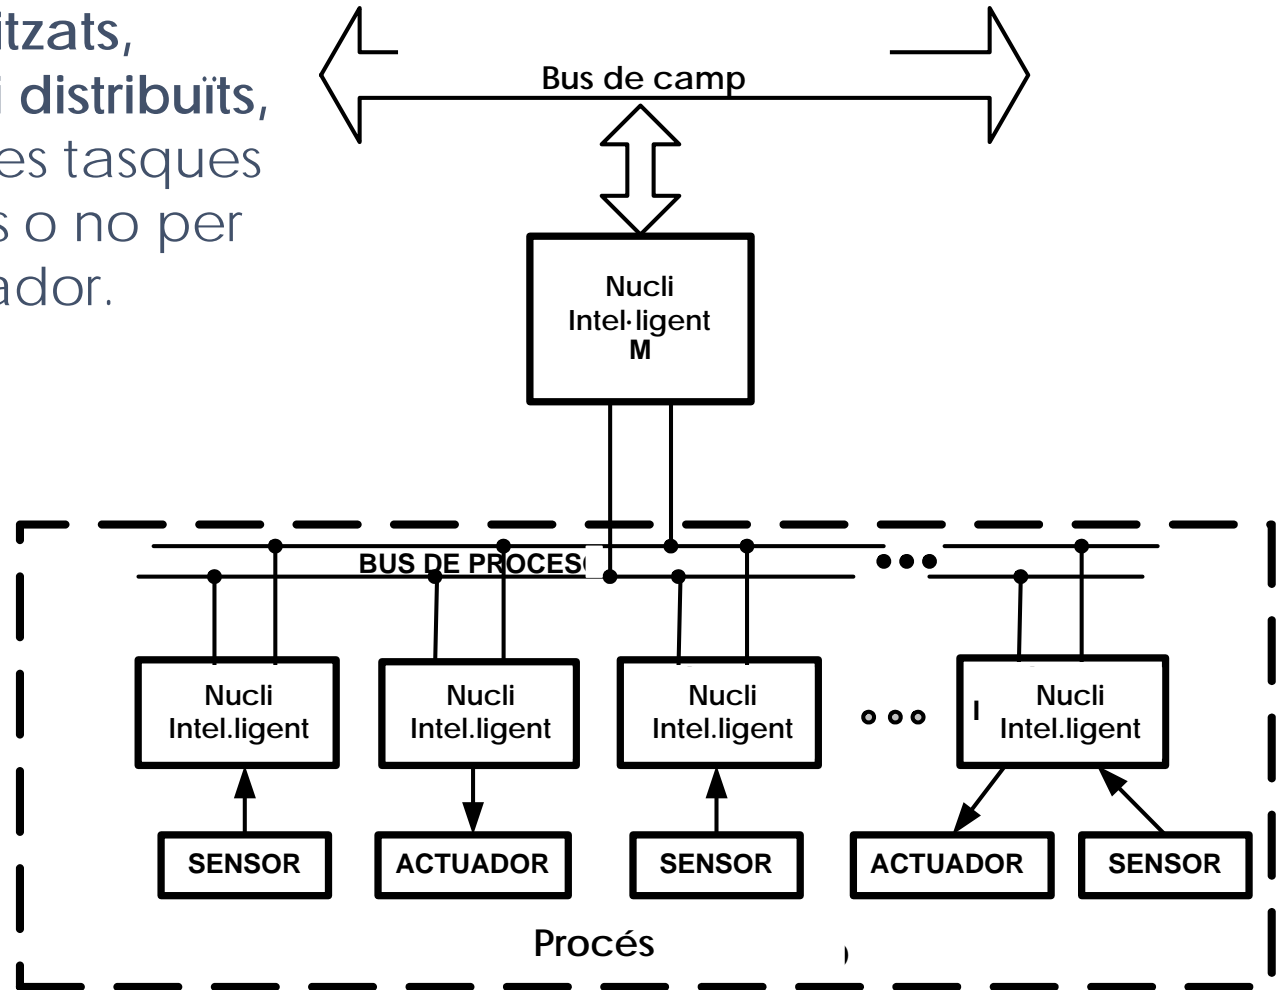 itzats,
i distribuïts,
es tasques
s o no per
ador.
Bus de camp
Nucli
Intel·ligent
M
BUS DE PROCES
Nucli
Intel.ligent
Nucli
Intel.ligent
Nucli
Intel.ligent
I
Nucli
Intel.ligent
SENSOR
ACTUADOR
SENSOR
ACTUADOR
SENSOR
Procés